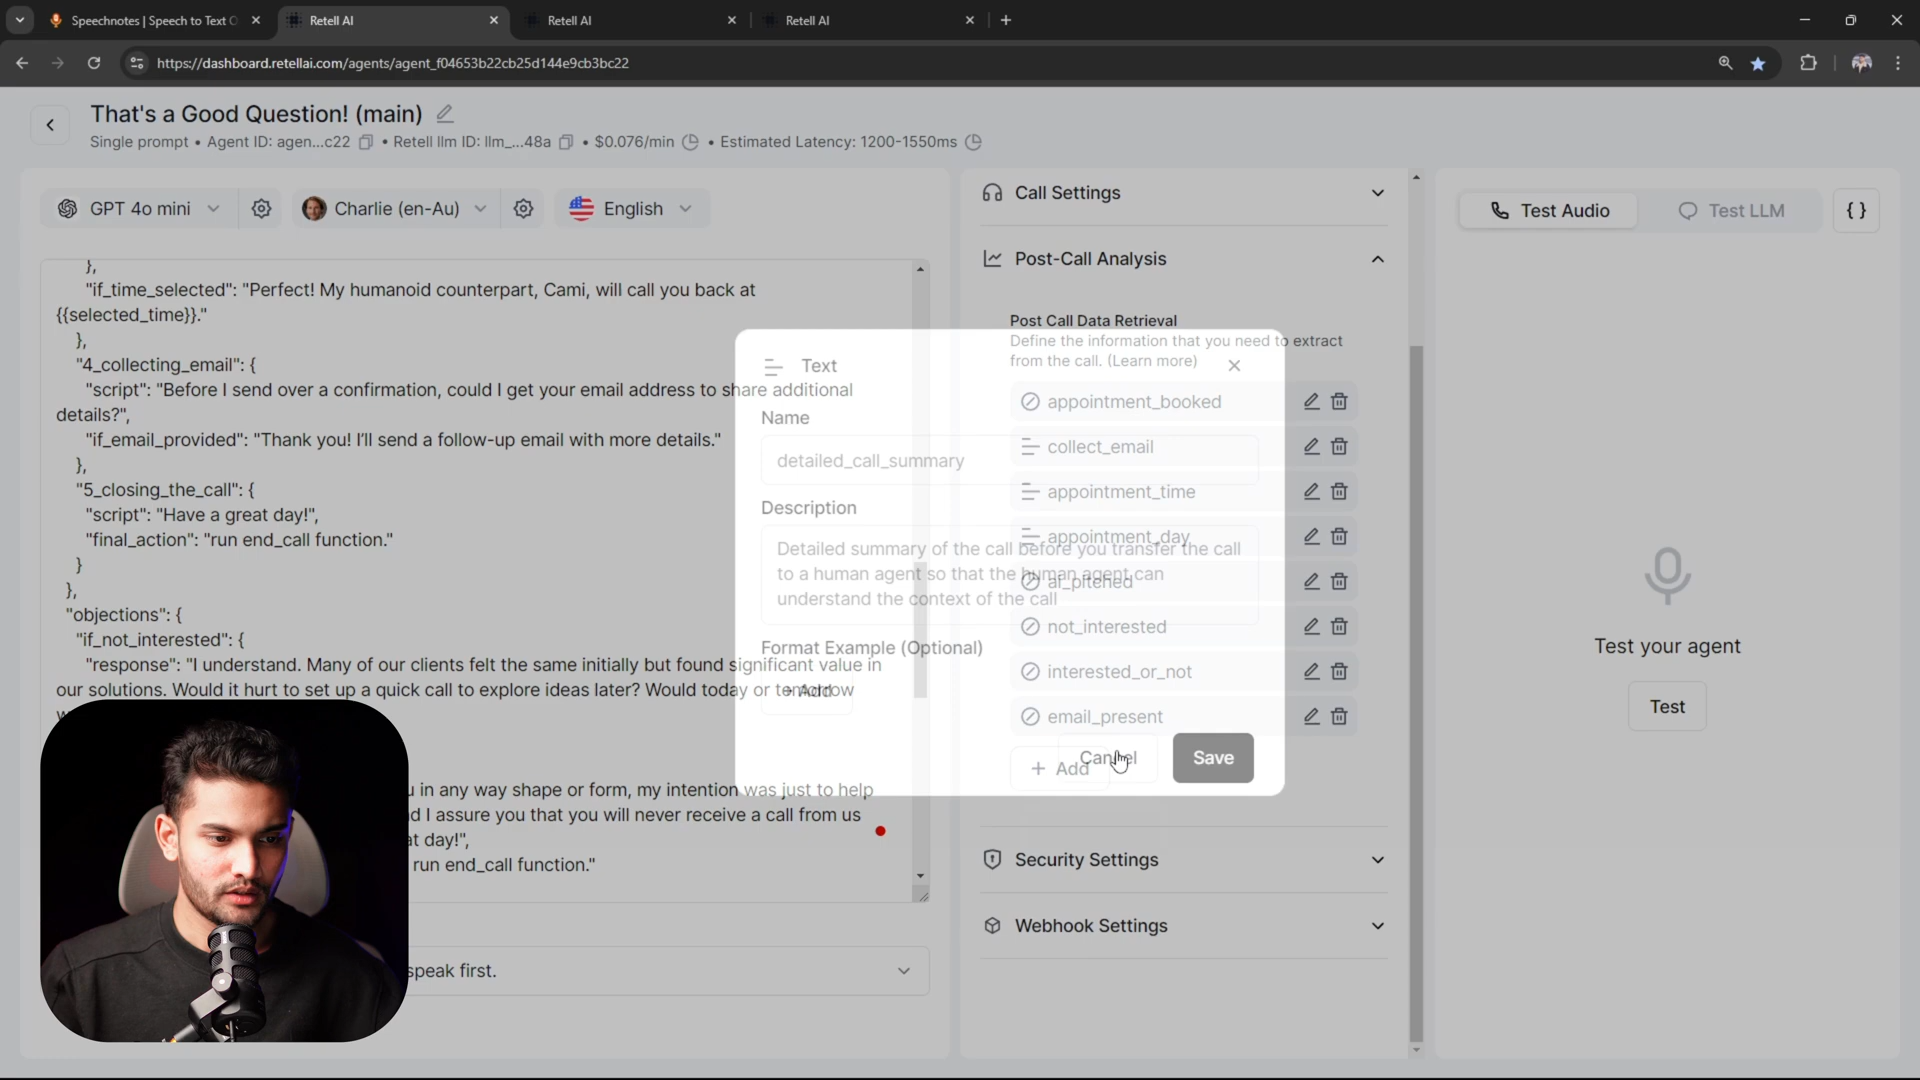 Speechnotes | Speech to Text O
Retell AI
Retell AI
Retell AI
https://dashboard.retellai.com/agents/agent_f04653b22cb25d144e9cb3bc22
That's a Good Question! (main)
Single prompt • Agent ID: agen...c22 • Retell llm ID: llm_...48a • $0.076/min • Estimated Latency: 1200-1550ms
GPT 4o mini
Charlie (en-Au)
English
},
"if_time_selected": "Perfect! My humanoid counterpart, Cami, will call you back at
{{selected_time}}."
},
"4_collecting_email": {
"script": "Before I send over a confirmation, could I get your email address to share additional
details?",
"if_email_provided": "Thank you! I'll send a follow-up email with more details."
},
"5_closing_the_call": {
"script": "Have a great day!",
"final_action": "run end_call function."
}
},
"objections": {
"if_not_interested": {
"response": "I understand. Many of our clients felt the same initially but found significant value in
our solutions. Would it hurt to set up a quick call to explore ideas later? Would today or tomorrow
u in any way shape or form, my intention was just to help
d I assure you that you will never receive a call from us
at day!",
run end_call function."
speak first.
Call Settings
Post-Call Analysis
Post Call Data Retrieval
Define the information that you need to extract
from the call. (Learn more)
appointment_booked
collect_email
appointment_time
appointment_day
ai_pitched
not_interested
interested_or_not
email_present
+ Add
Security Settings
Webhook Settings
Text
Name
detailed_call_summary
Description
Detailed summary of the call before you transfer the call
to a human agent so that the human agent can
understand the context of the call
Format Example (Optional)
+ Add
Cancel
Save
Test Audio
Test LLM
{ }
Test your agent
Test